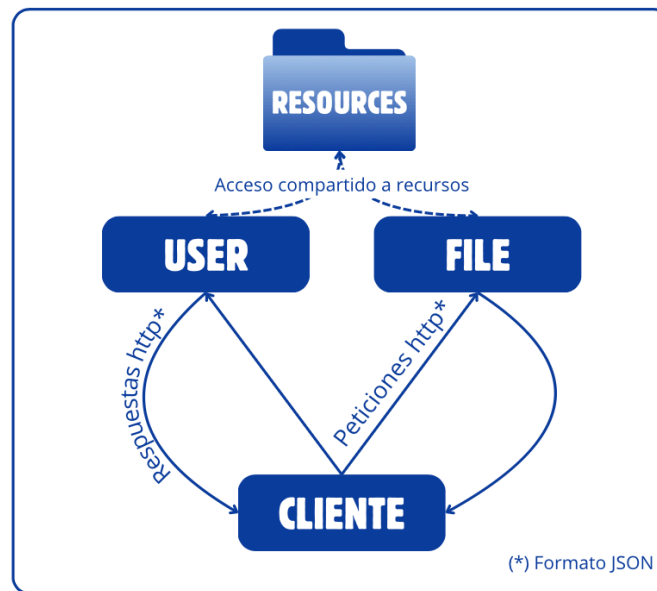 RESOURCES
Acceso compartido a recursos
USER
FILE
Respuestas http*
Peticiones http*
CLIENTE
(*) Formato JSON